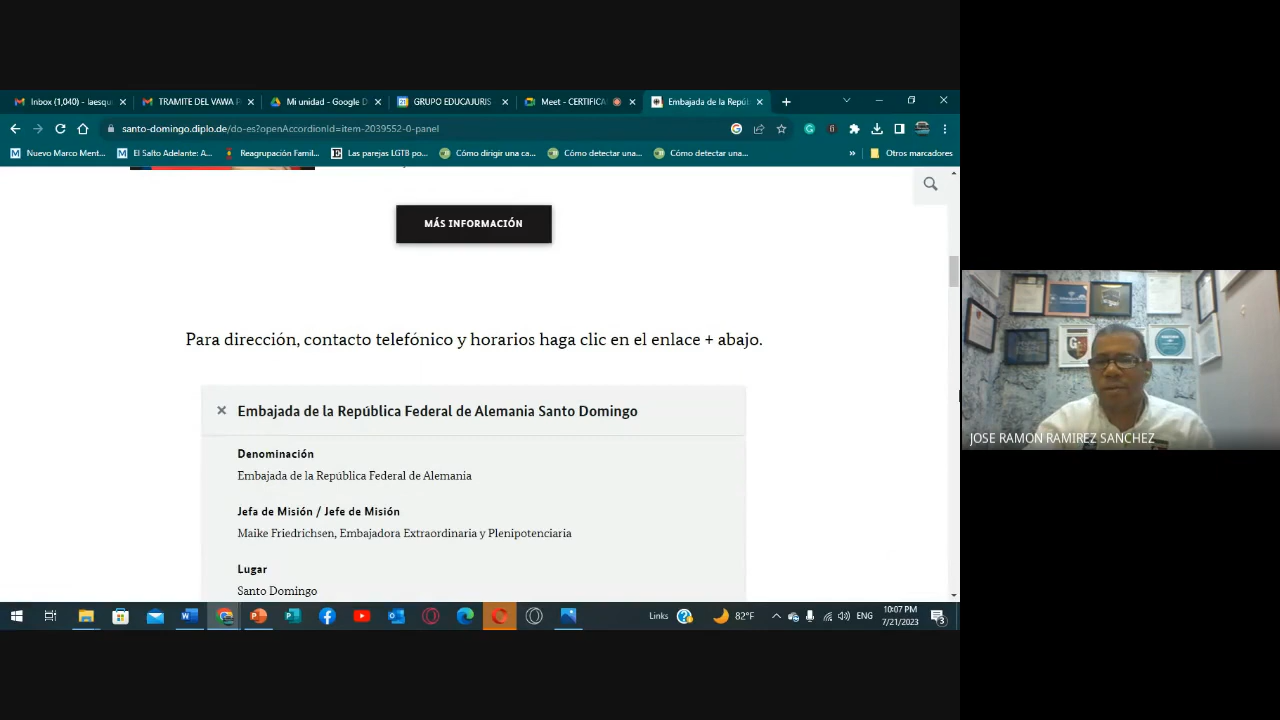 Inbox (1,040) - laesqu
TRAMITE DEL VAWA P
Mi unidad - Google D
GRUPO EDUCAJURIS
Meet - CERTIFICA
Embajada de la Repúl
santo-domingo.diplo.de/do-es?openAccordionId=item-2039552-0-panel
Nuevo Marco Ment...
El Salto Adelante: A...
Reagrupación Famil...
Las parejas LGTB po...
Cómo dirigir una ca...
Cómo detectar una...
Cómo detectar una...
»
Otros marcadores
MÁS INFORMACIÓN
Para dirección, contacto telefónico y horarios haga clic en el enlace + abajo.
Embajada de la República Federal de Alemania Santo Domingo
Denominación
Embajada de la República Federal de Alemania
Jefa de Misión / Jefe de Misión
Maike Friedrichsen, Embajadora Extraordinaria y Plenipotenciaria
Lugar
Santo Domingo
JOSE RAMON RAMIREZ SANCHEZ
Links
82°F
ENG
10:07 PM
7/21/2023
3